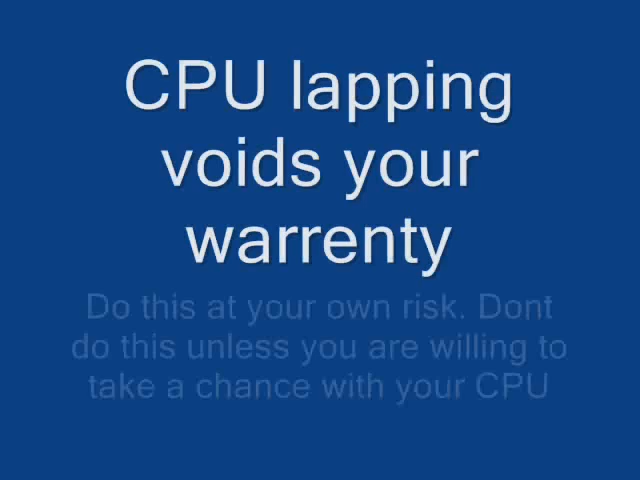 CPU lapping
voids your
warrenty
Do this at your own risk. Dont
do this unless you are willing to
take a chance with your CPU